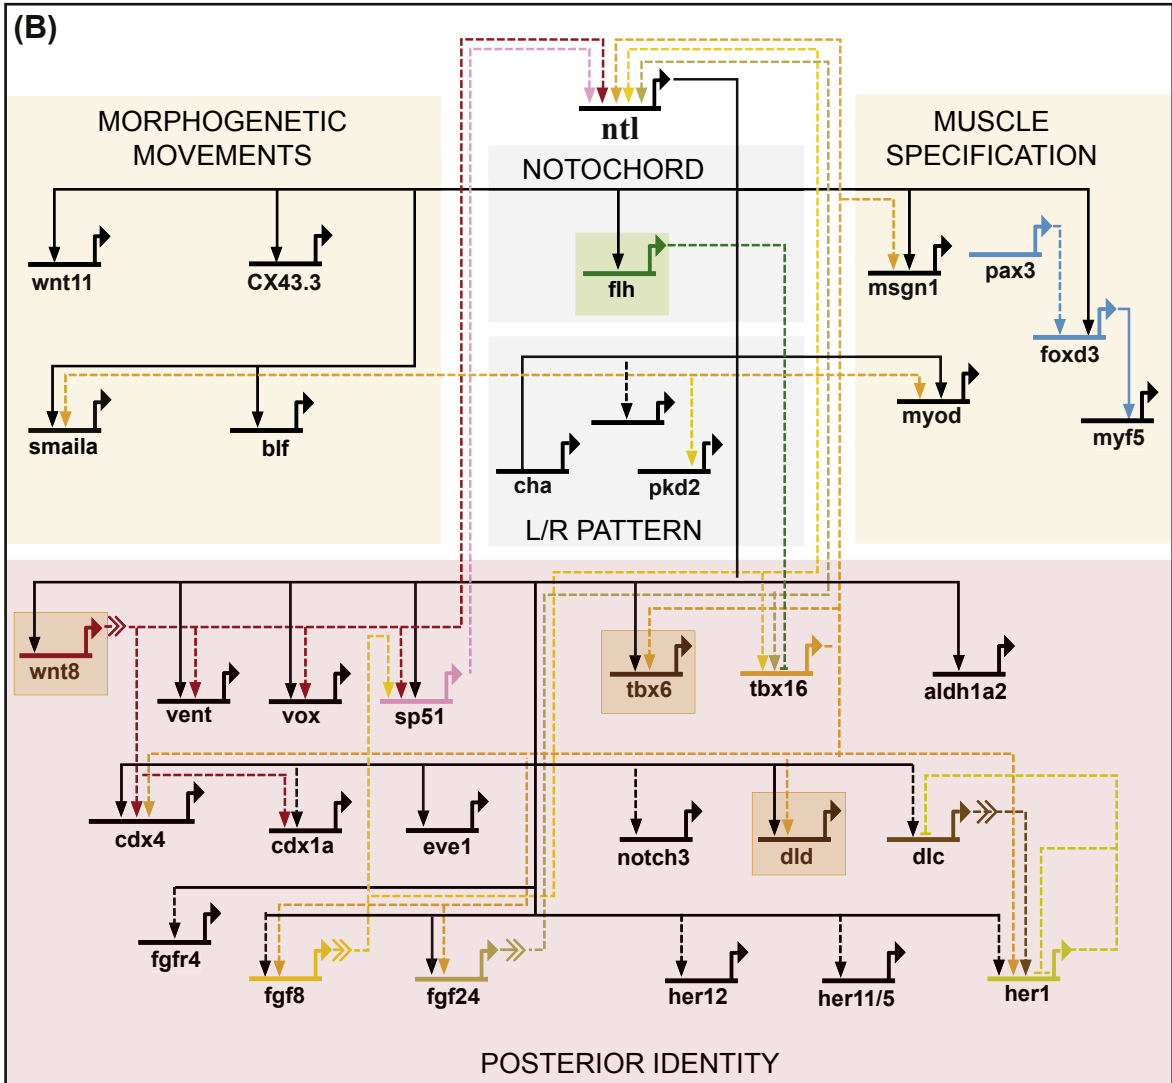 (B)
ntl
MORPHOGENETIC
MOVEMENTS
NOTOCHORD
MUSCLE
SPECIFICATION
wnt11
CX43.3
flh
msgn1
pax3
foxd3
smaila
blf
myod
myf5
cha
pkd2
L/R PATTERN
wnt8
vent
vox
sp51
tbx6
tbx16
aldh1a2
cdx4
cdx1a
eve1
notch3
dld
dlc
fgfr4
fgf8
fgf24
her12
her11/5
her1
POSTERIOR IDENTITY